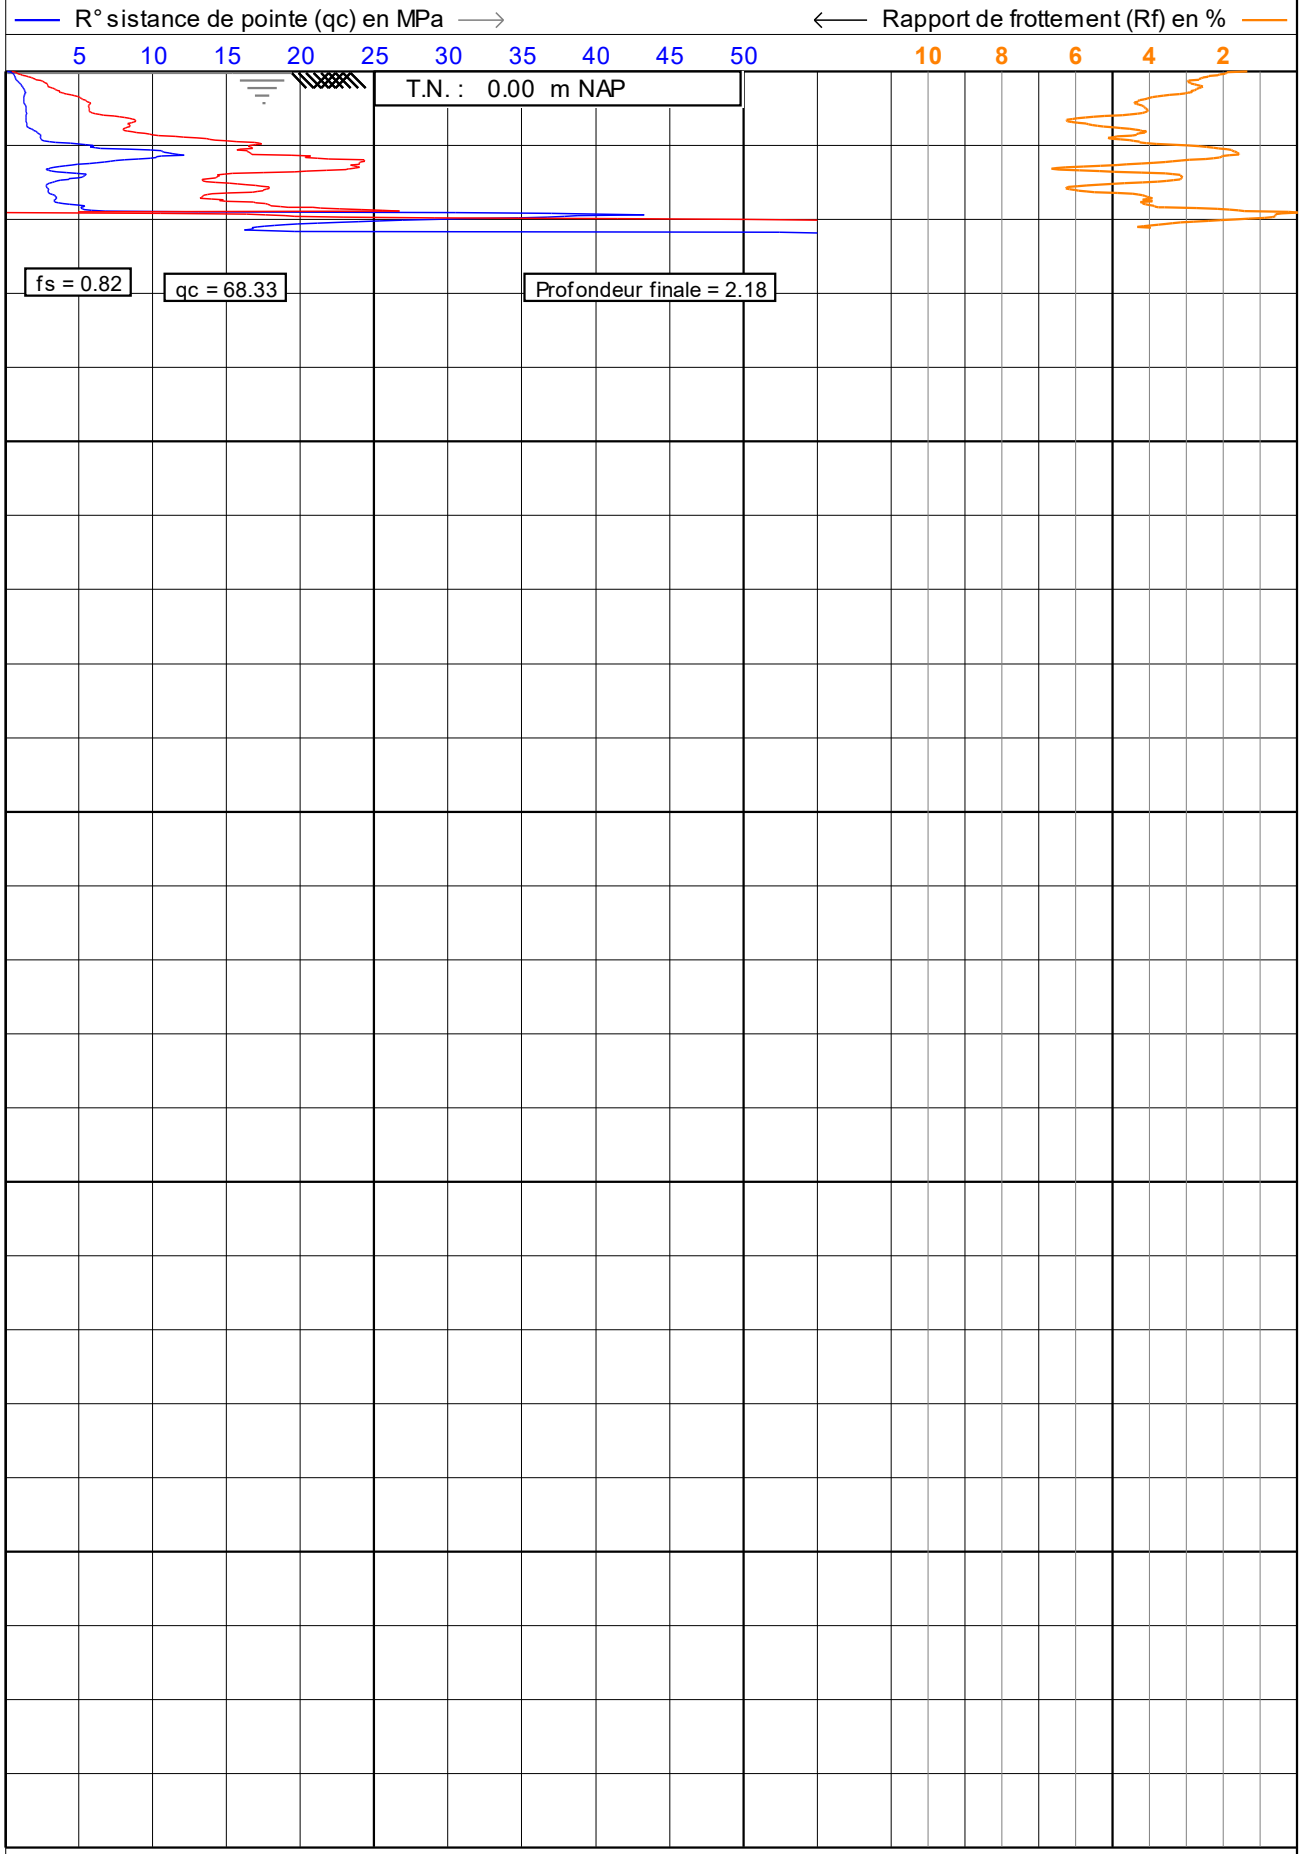 R° sistance de pointe (qc) en MPa Rapport de frottement (Rf) en %
5 10 15 20 25 30 35 40 45 50 10 8 6 4 2
T.N. : 0.00 m NAP
fs = 0.82 qc = 68.33 Profondeur finale = 2.18